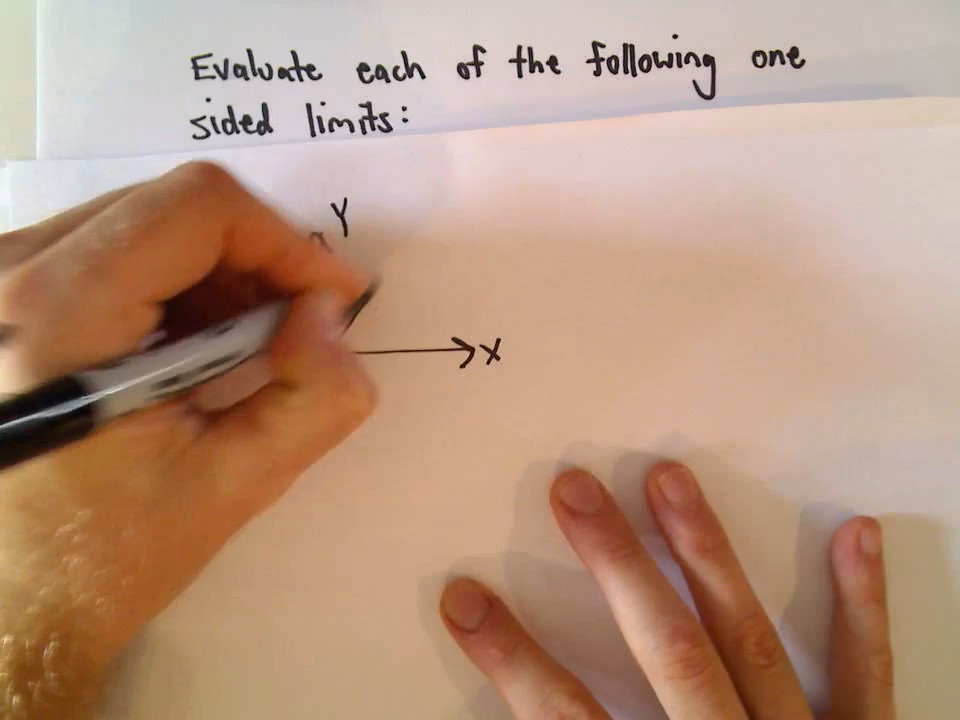 Evaluate each of the following one
sided limits:
Y
X